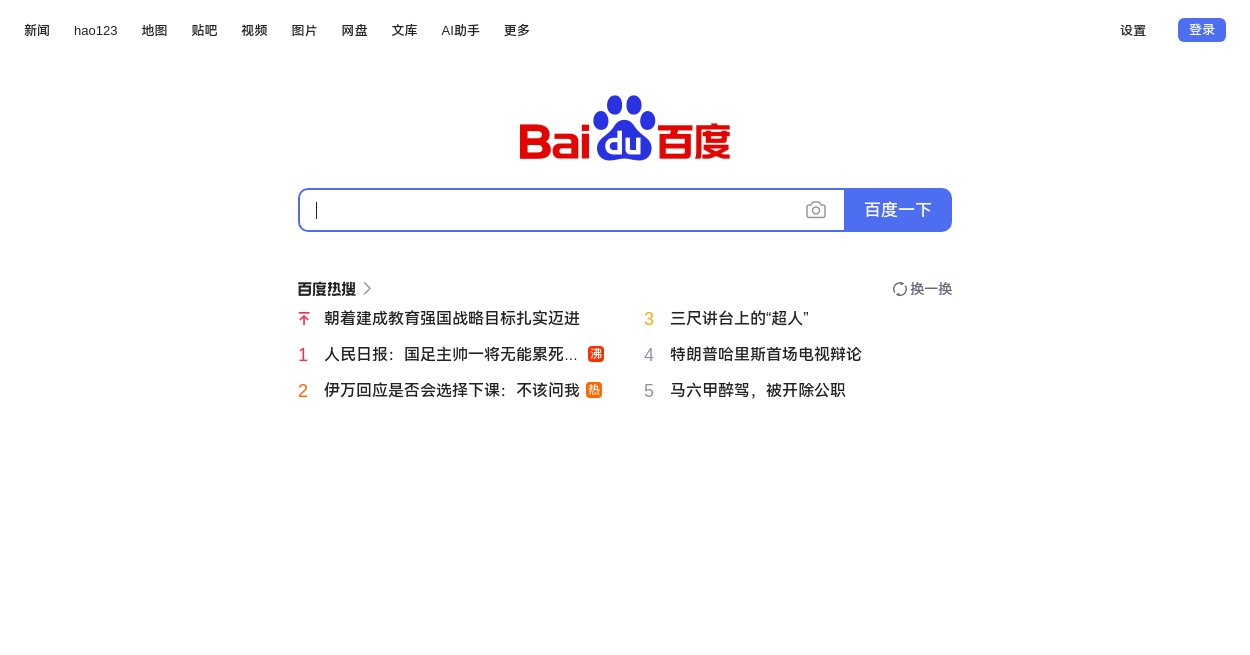 新闻 hao123 地图 贴吧 视频 图片 网盘 文库 AI助手 更多 设置 登录
Baidu百度
百度一下
百度热搜 换一换
朝着建成教育强国战略目标扎实迈进
1 人民日报：国足主帅一将无能累死... 沸
2 伊万回应是否会选择下课：不该问我 热
3 三尺讲台上的“超人”
4 特朗普哈里斯首场电视辩论
5 马六甲醉驾，被开除公职